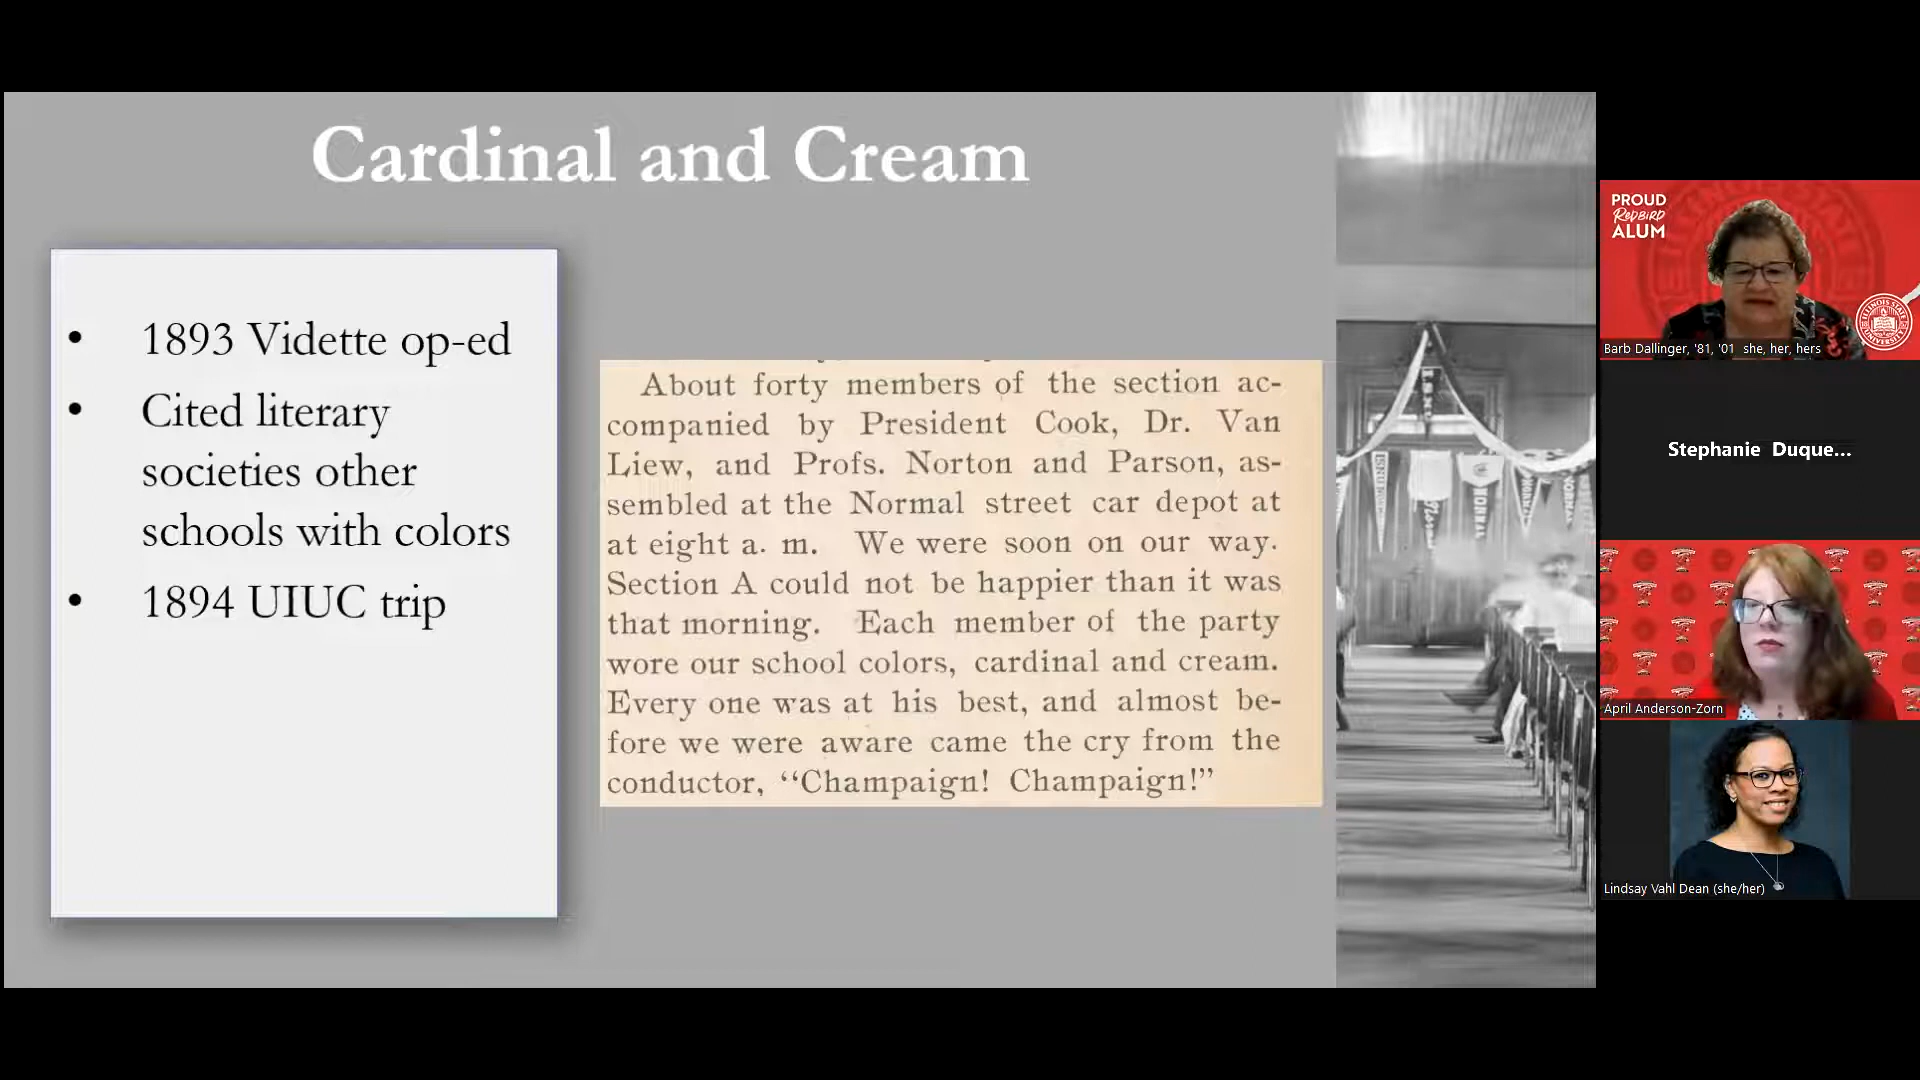 Cardinal and Cream
• 1893 Vidette op-ed
• Cited literary
societies other
schools with colors
• 1894 UIUC trip
About forty members of the section ac-
companied by President Cook, Dr. Van
Liew, and Profs. Norton and Parson, as-
sembled at the Normal street car depot at
at eight a. m. We were soon on our way.
Section A could not be happier than it was
that morning. Each member of the party
wore our school colors, cardinal and cream.
Every one was at his best, and almost be-
fore we were aware came the cry from the
conductor, “Champaign! Champaign!”
NORMAL
NORMAL
PROUD
REDBIRD
ALUM
ILLINOIS STATE
UNIVERSITY
Barb Dallinger, '81, '01 she, her, hers
Stephanie Duque...
April Anderson-Zorn
Lindsay Vahl Dean (she/her)